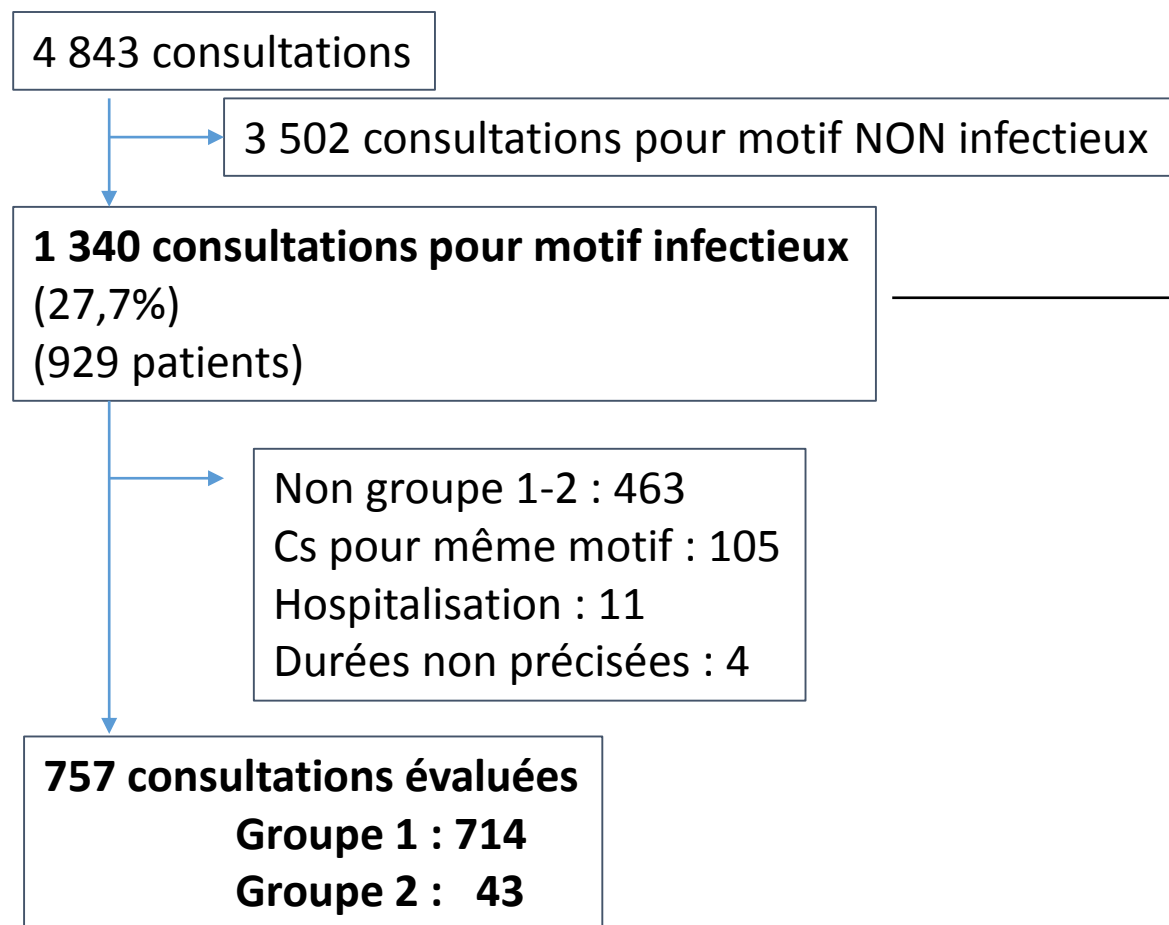 4 843 consultations
3 502 consultations pour motif NON infectieux
1 340 consultations pour motif infectieux
(27,7%)
(929 patients)
Non groupe 1-2 : 463
Cs pour même motif : 105
Hospitalisation : 11
Durées non précisées : 4
757 consultations évaluées
Groupe 1 : 714
Groupe 2 : 43